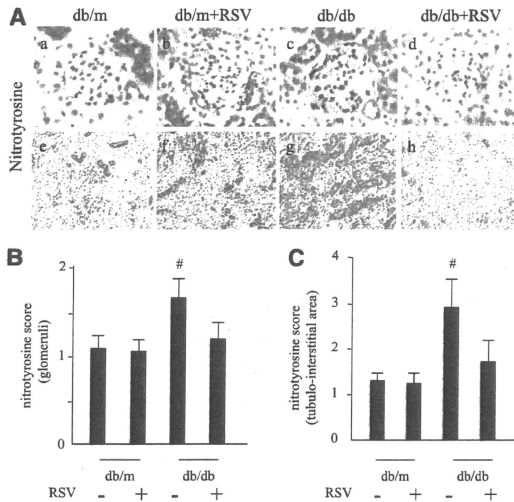 A
db/m db/m+RSV db/db db/db+RSV
Nitrotyrosine
a b c d
e f g h
B
nitrotyrosine score
(glomeruli)
2
1
0
#
db/m db/db
RSV - + - +
C
nitrotyrosine score
(tubulo-interstitial area)
4
3
2
1
0
#
db/m db/db
RSV - + - +